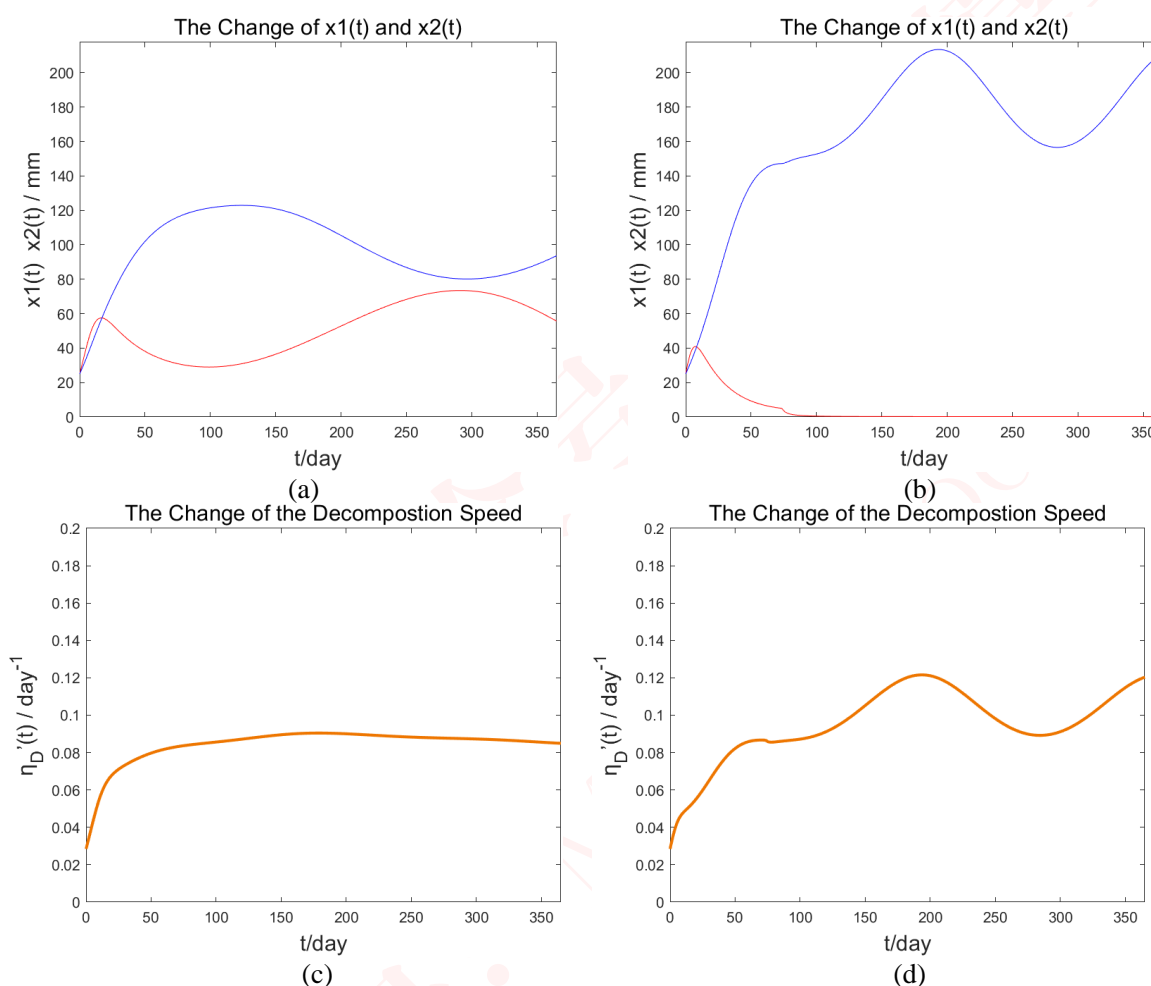 The Change of x1(t) and x2(t)
200
180
160
140
120
100
80
60
40
20
0
x1(t) x2(t) / mm
0 50 100 150 200 250 300 350
t/day
(a)
The Change of x1(t) and x2(t)
200
180
160
140
120
100
80
60
40
20
0
x1(t) x2(t) / mm
0 50 100 150 200 250 300 350
t/day
(b)
The Change of the Decompostion Speed
0.2
0.18
0.16
0.14
0.12
0.1
0.08
0.06
0.04
0.02
0
η_D'(t) / day^-1
0 50 100 150 200 250 300 350
t/day
(c)
The Change of the Decompostion Speed
0.2
0.18
0.16
0.14
0.12
0.1
0.08
0.06
0.04
0.02
0
η_D'(t) / day^-1
0 50 100 150 200 250 300 350
t/day
(d)